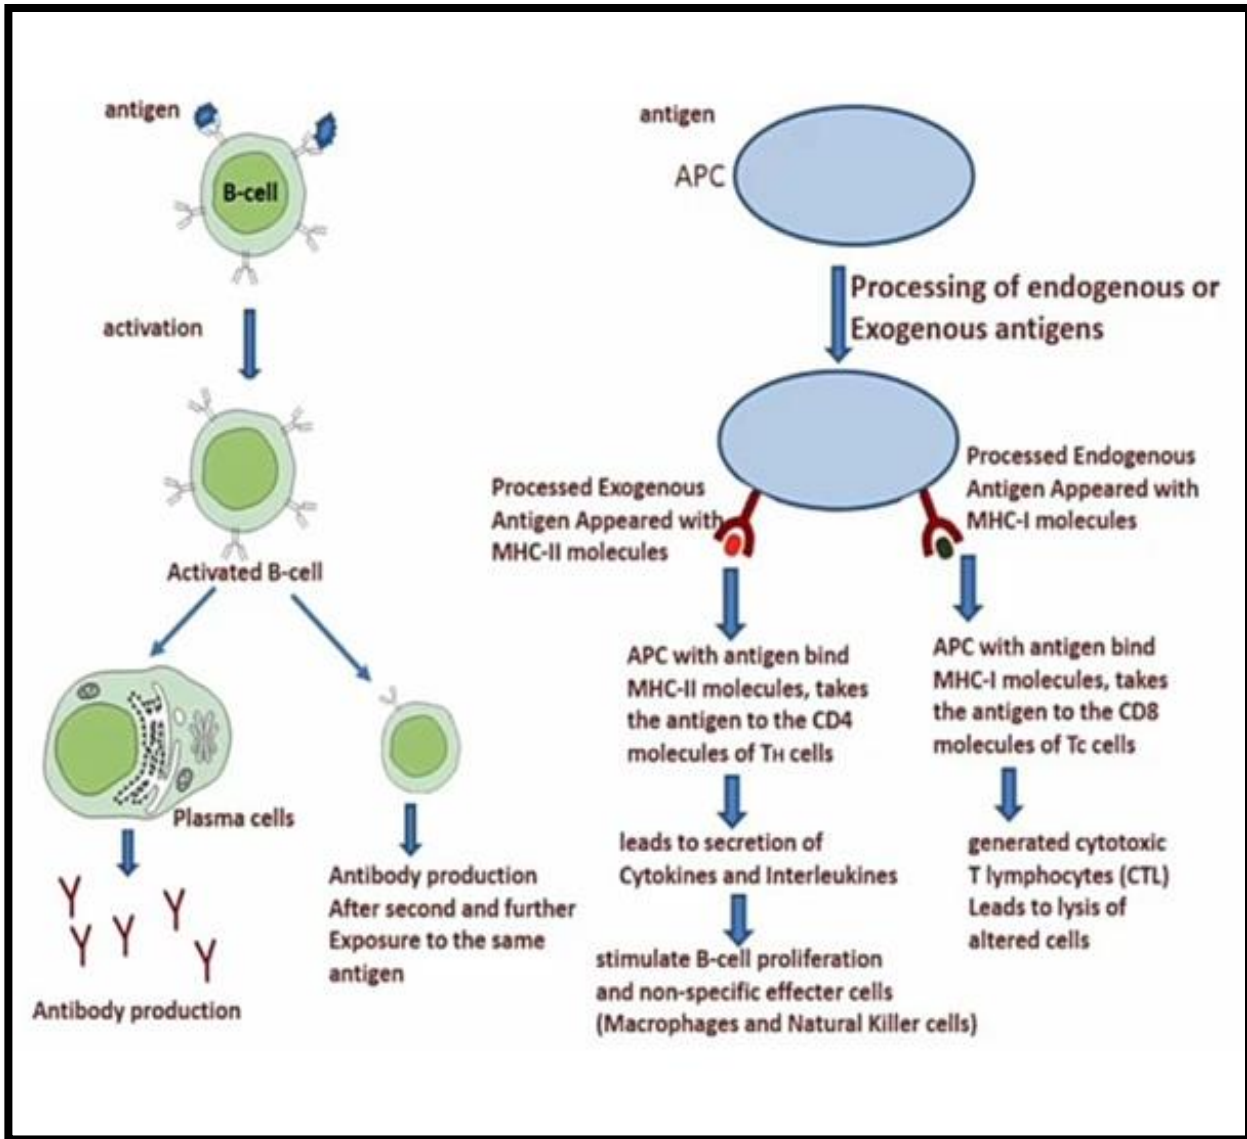 antigen
B-cell
activation
Activated B-cell
Plasma cells
Antibody production
Antibody production
After second and further
Exposure to the same
antigen
antigen
APC
Processing of endogenous or
Exogenous antigens
Processed Exogenous
Antigen Appeared with
MHC-II molecules
Processed Endogenous
Antigen Appeared with
MHC-I molecules
APC with antigen bind
MHC-II molecules, takes
the antigen to the CD4
molecules of TH cells
leads to secretion of
Cytokines and Interleukines
stimulate B-cell proliferation
and non-specific effecter cells
(Macrophages and Natural Killer cells)
APC with antigen bind
MHC-I molecules, takes
the antigen to the CD8
molecules of Tc cells
generated cytotoxic
T lymphocytes (CTL)
Leads to lysis of
altered cells